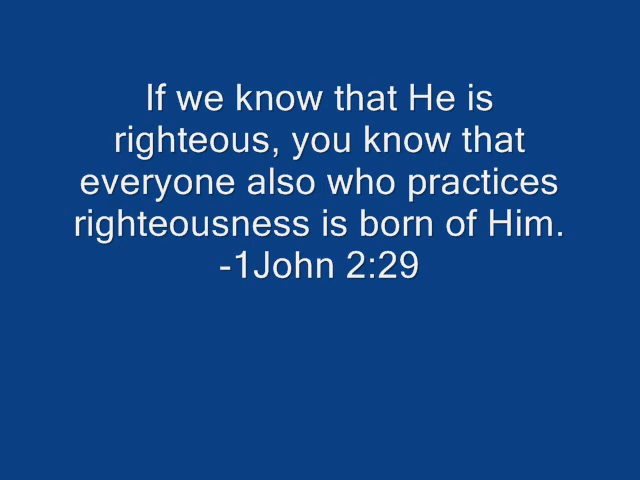 If we know that He is
righteous, you know that
everyone also who practices
righteousness is born of Him.
-1John 2:29